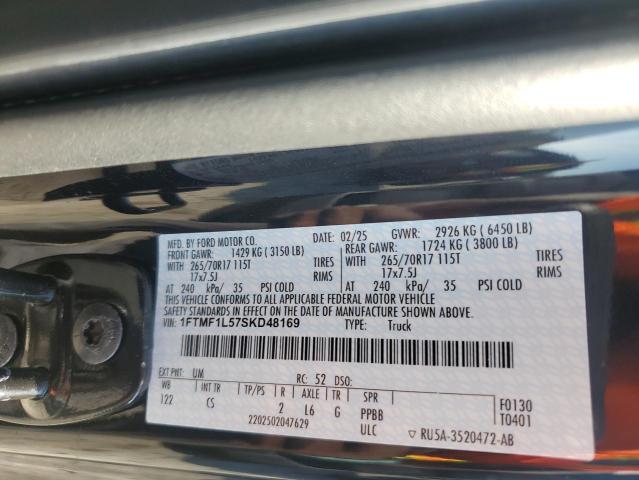 MFD. BY FORD MOTOR CO.
DATE: 02/25 GVWR: 2926 KG ( 6450 LB)
FRONT GAWR: 1429 KG ( 3150 LB) REAR GAWR: 1724 KG ( 3800 LB)
WITH 265/70R17 115T TIRES WITH 265/70R17 115T TIRES
17x7.5J RIMS 17x7.5J RIMS
AT 240 kPa/ 35 PSI COLD AT 240 kPa/ 35 PSI COLD
THIS VEHICLE CONFORMS TO ALL APPLICABLE FEDERAL MOTOR VEHICLE
SAFETY STANDARDS IN EFFECT ON THE DATE OF MANUFACTURE SHOWN ABOVE.
VIN: 1FTMF1L57SKD48169 TYPE: Truck
EXT PNT: UM RC: 52 DSO:
WB INT TR TP/PS R AXLE TR SPR
122 CS 2 L6 G PPBB
F0130
T0401
2202502047629 ULC
▽ RU5A-3520472-AB